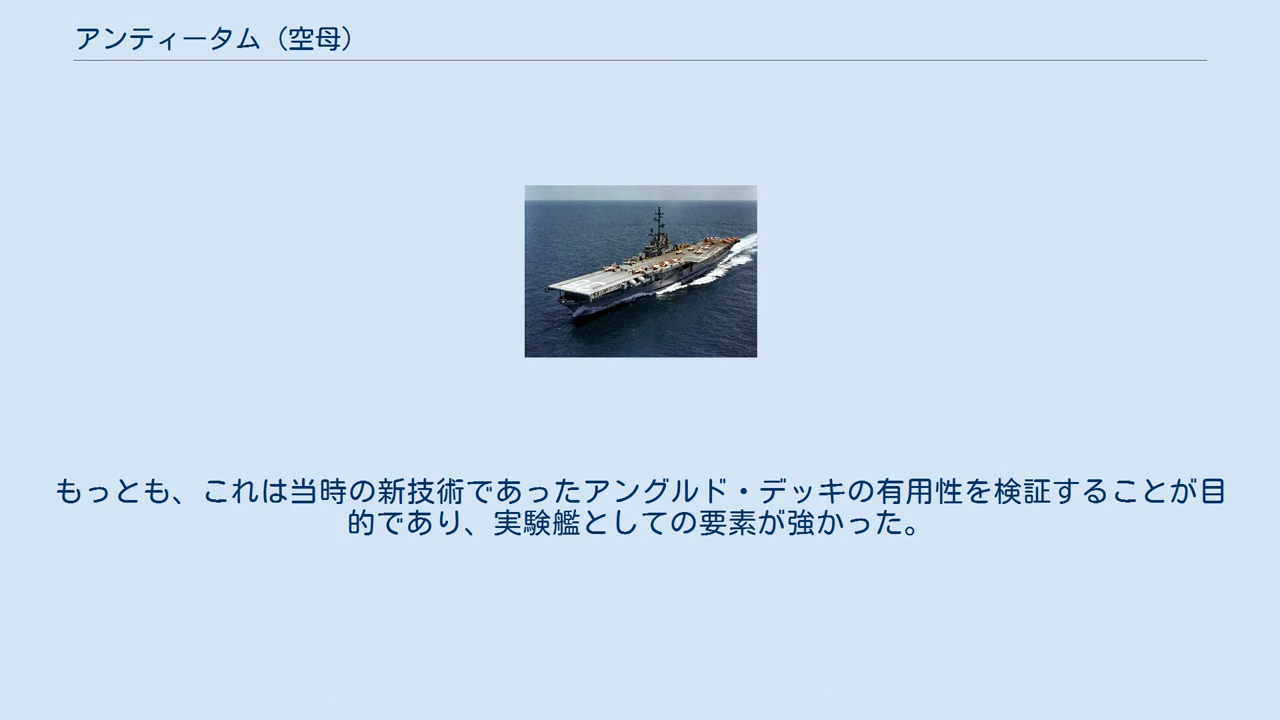 アンティータム（空母）
もっとも、これは当時の新技術であったアングルド・デッキの有用性を検証することが目
的であり、実験艦としての要素が強かった。